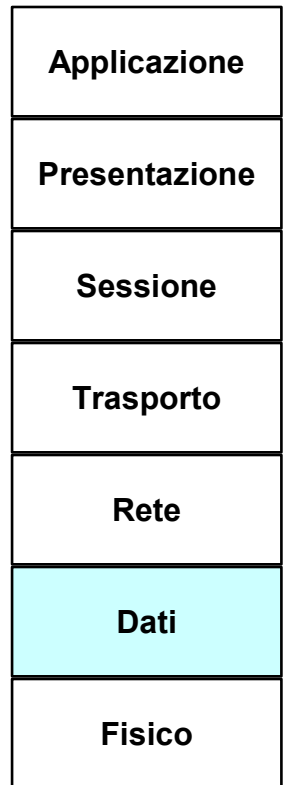 Applicazione
Presentazione
Sessione
Trasporto
Rete
Dati
Fisico